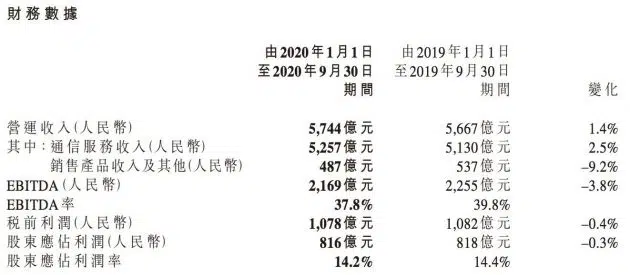 財務數據
由2020年1月1日 由2019年1月1日
至2020年9月30日 至2019年9月30日
期間 期間 變化
營運收入(人民幣) 5,744億元 5,667億元 1.4%
其中：通信服務收入(人民幣) 5,257億元 5,130億元 2.5%
銷售產品收入及其他(人民幣) 487億元 537億元 –9.2%
EBITDA(人民幣) 2,169億元 2,255億元 –3.8%
EBITDA率 37.8% 39.8%
税前利潤(人民幣) 1,078億元 1,082億元 –0.4%
股東應佔利潤(人民幣) 816億元 818億元 –0.3%
股東應佔利潤率 14.2% 14.4%